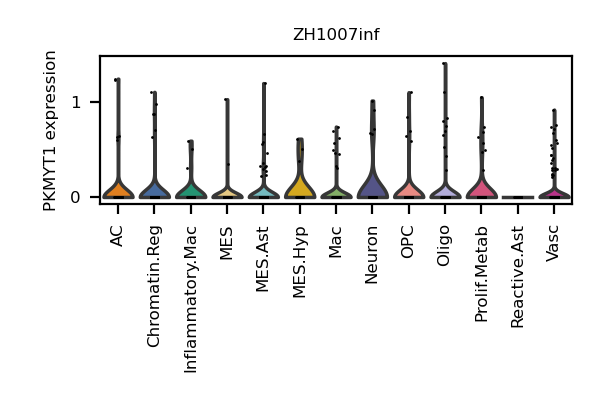 ZH1007inf
PKMYT1 expression
1
0
AC
Chromatin.Reg
Inflammatory.Mac
MES
MES.Ast
MES.Hyp
Mac
Neuron
OPC
Oligo
Prolif.Metab
Reactive.Ast
Vasc